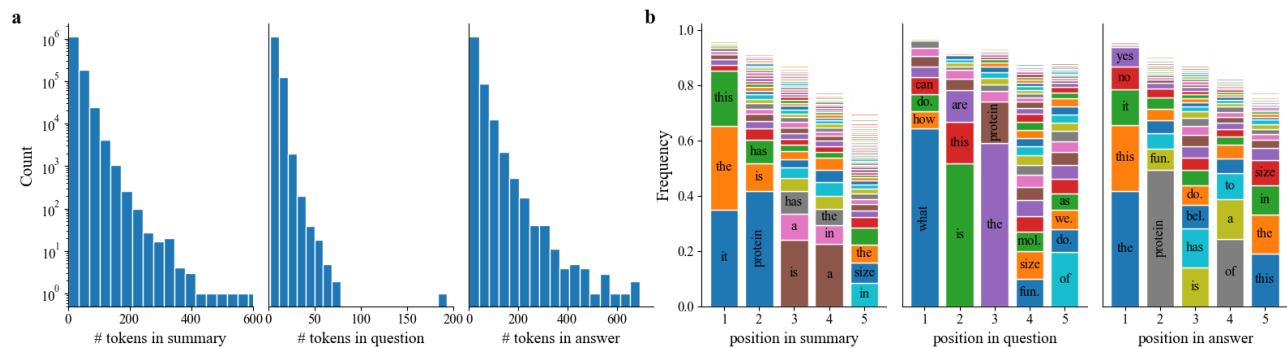 a
Count
10^6
10^5
10^4
10^3
10^2
10^1
10^0
0 200 400 600
# tokens in summary
0 50 100 150 200
# tokens in question
0 200 400 600
# tokens in answer
b
Frequency
1.0
0.8
0.6
0.4
0.2
0.0
this
the
it
has
is
protein
has
a
is
the
in
a
the
size
in
1 2 3 4 5
position in summary
can
do.
how
what
are
this
is
protein
the
mol.
size
fun.
as
we.
do.
of
1 2 3 4 5
position in question
yes
no
it
this
the
fun.
protein
do.
bel.
has
is
to
a
of
size
in
the
this
1 2 3 4 5
position in answer